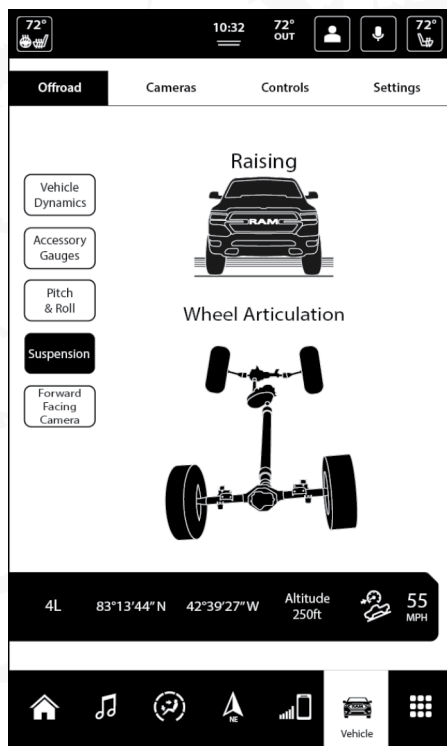 72°
10:32
72°
OUT
72°
Offroad
Cameras
Controls
Settings
Raising
RAM
Vehicle
Dynamics
Accessory
Gauges
Pitch
& Roll
Suspension
Forward
Facing
Camera
Wheel Articulation
4L
83°13'44"N
42°39'27"W
Altitude
250ft
55
MPH
NE
Vehicle